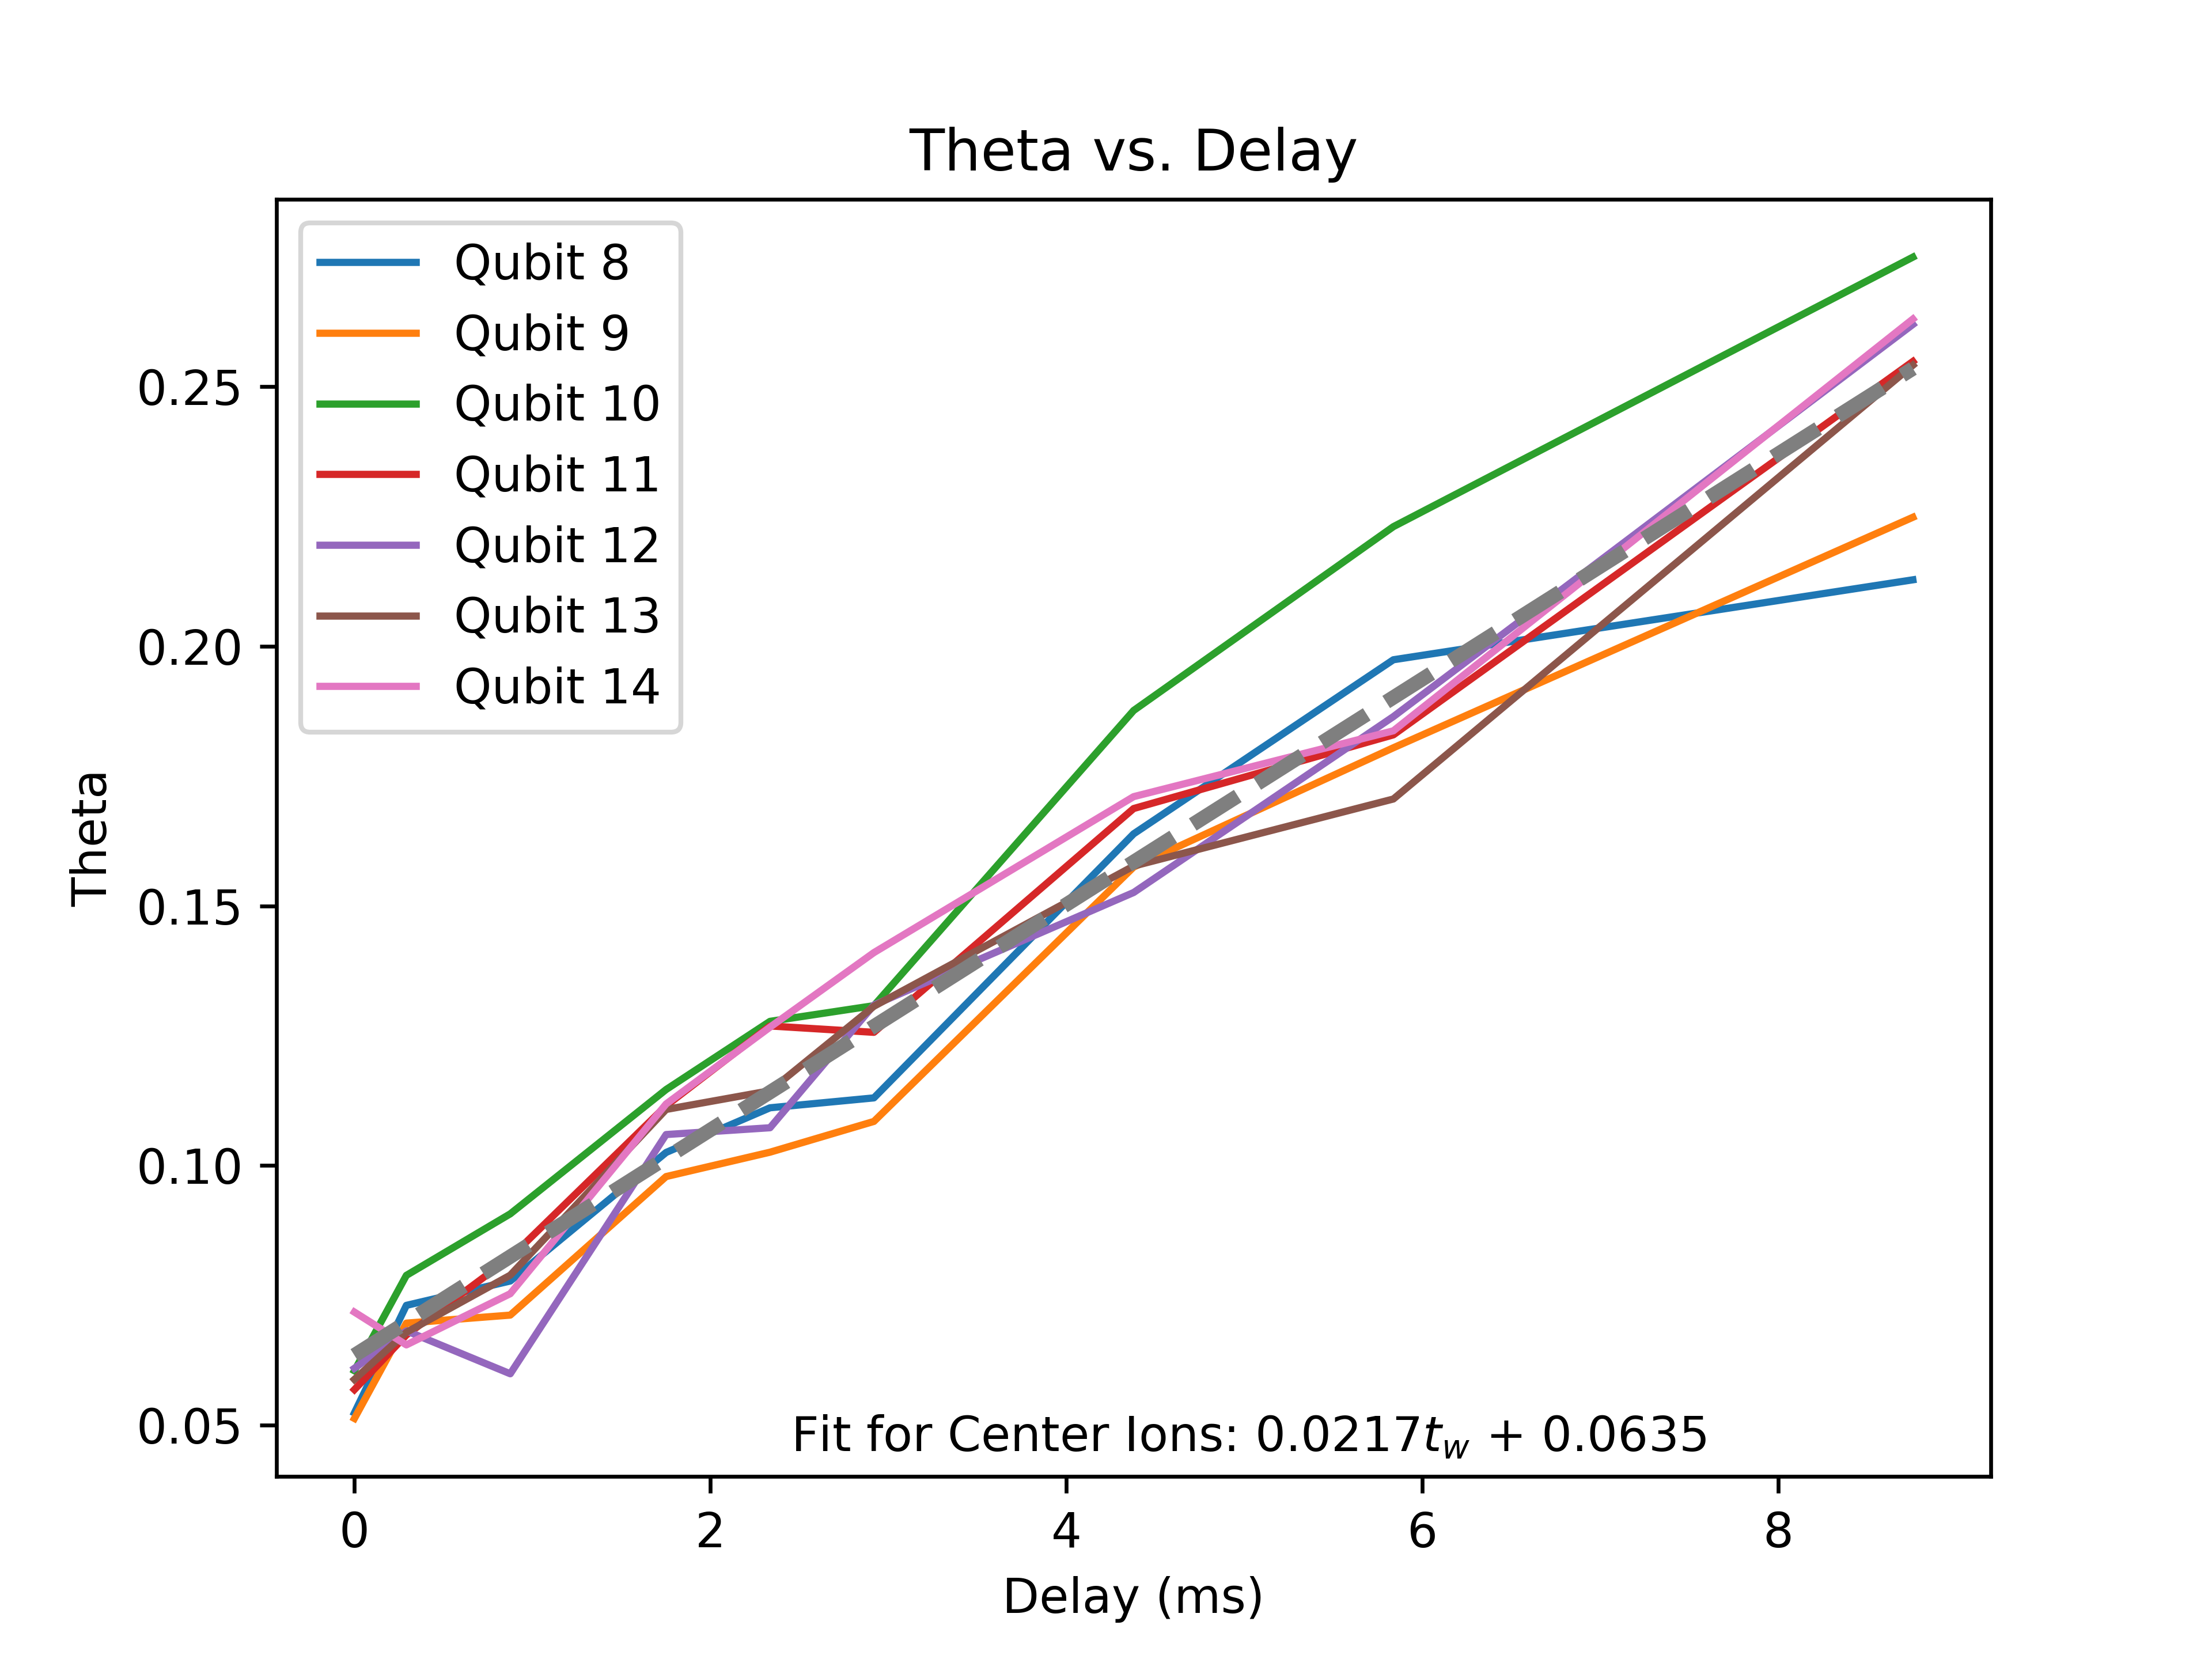 Theta vs. Delay
Qubit 8
Qubit 9
Qubit 10
Qubit 11
Qubit 12
Qubit 13
Qubit 14
0.25
0.20
0.15
0.10
0.05
Theta
Fit for Center Ions: 0.0217t_w + 0.0635
0 2 4 6 8
Delay (ms)